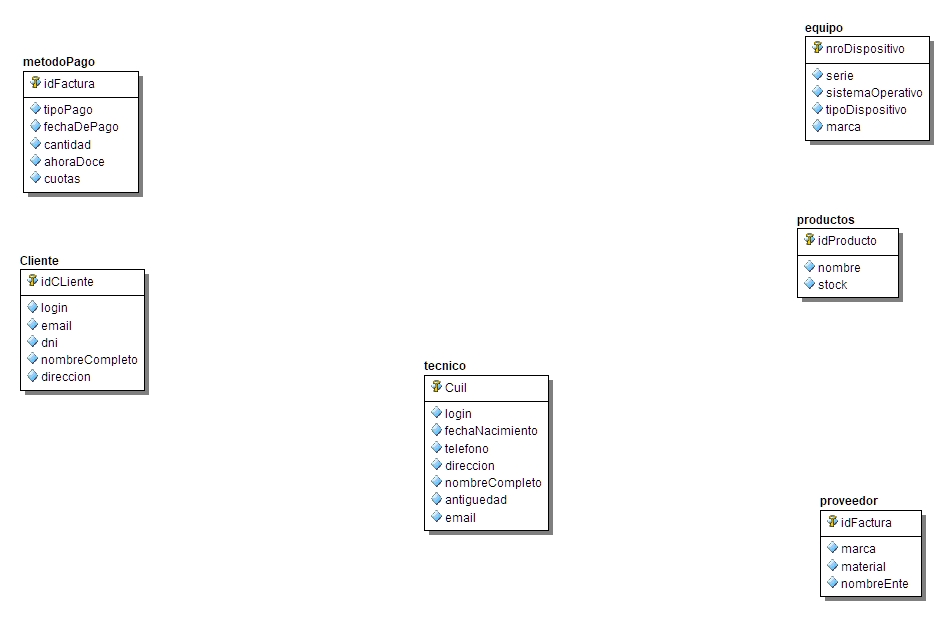 metodoPago
idFactura
tipoPago
fechaDePago
cantidad
ahoraDoce
cuotas
Cliente
idCLiente
login
email
dni
nombreCompleto
direccion
tecnico
Cuil
login
fechaNacimiento
telefono
direccion
nombreCompleto
antiguedad
email
equipo
nroDispositivo
serie
sistemaOperativo
tipoDispositivo
marca
productos
idProducto
nombre
stock
proveedor
idFactura
marca
material
nombreEnte